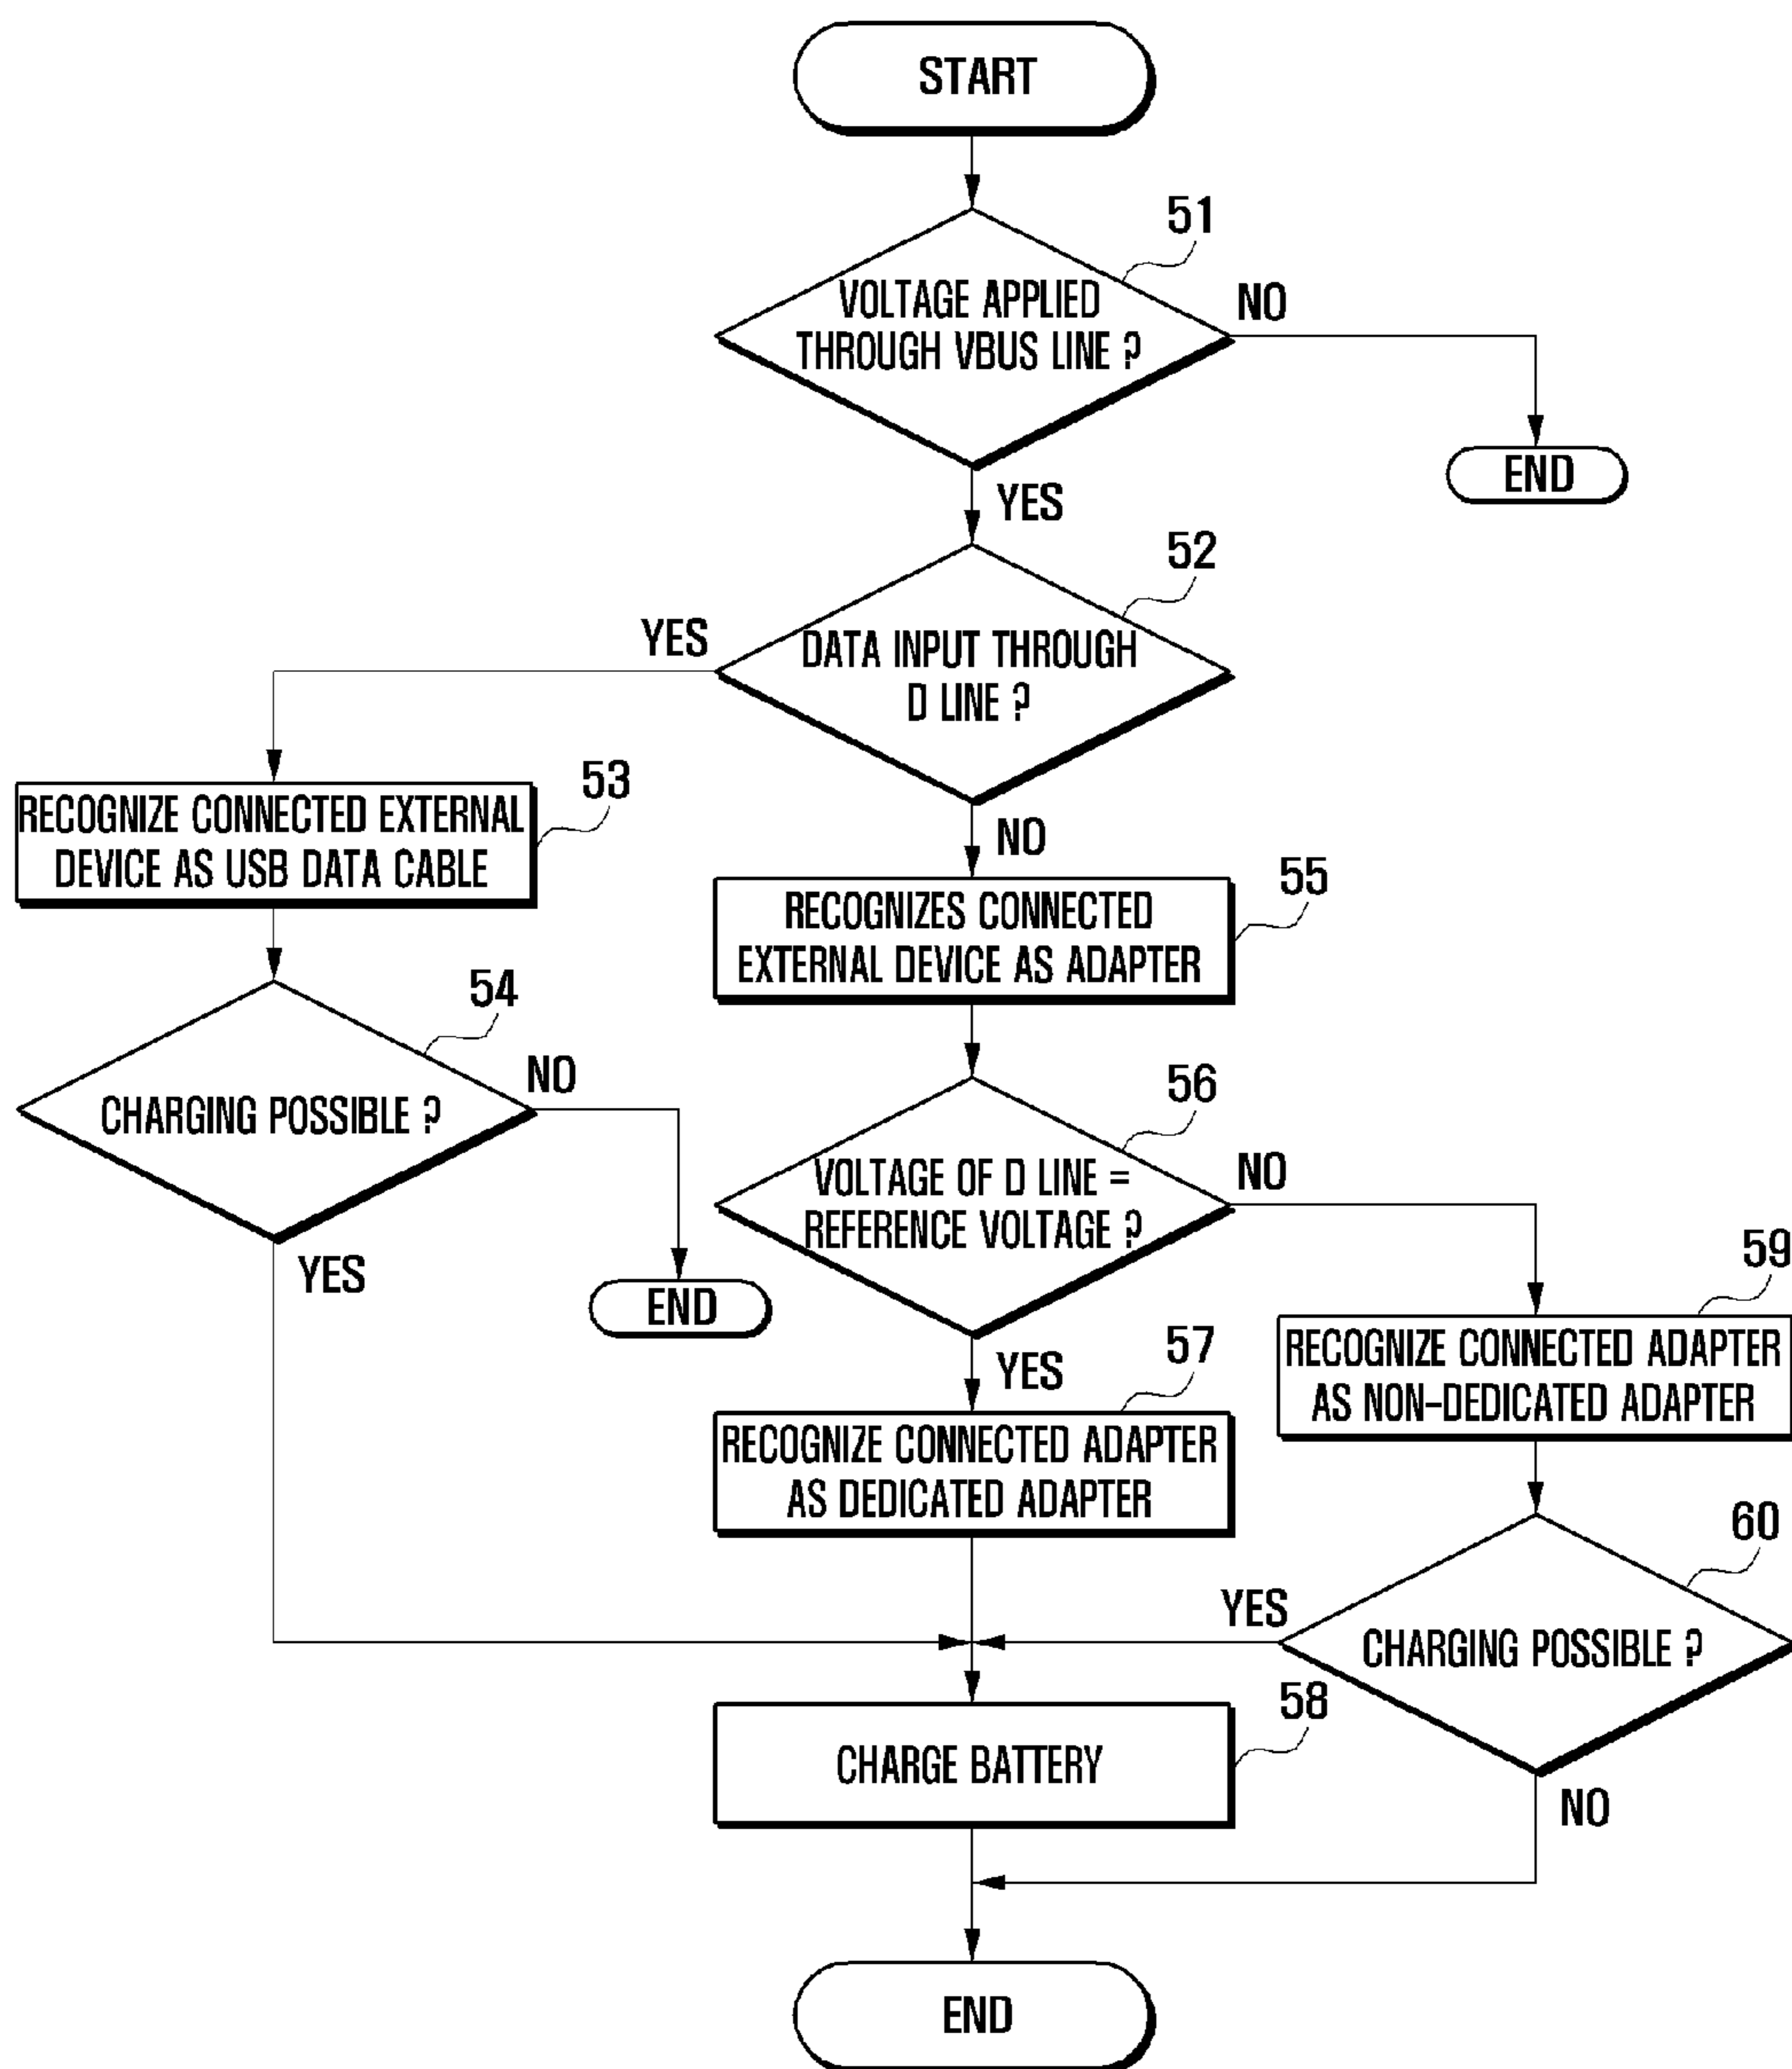 START
51
VOLTAGE APPLIED
THROUGH VBUS LINE ?
NO
END
YES
52
DATA INPUT THROUGH
D LINE ?
YES
NO
53
RECOGNIZE CONNECTED EXTERNAL
DEVICE AS USB DATA CABLE
54
CHARGING POSSIBLE ?
NO
END
YES
55
RECOGNIZES CONNECTED
EXTERNAL DEVICE AS ADAPTER
56
VOLTAGE OF D LINE =
REFERENCE VOLTAGE ?
NO
YES
57
RECOGNIZE CONNECTED ADAPTER
AS DEDICATED ADAPTER
59
RECOGNIZE CONNECTED ADAPTER
AS NON-DEDICATED ADAPTER
60
CHARGING POSSIBLE ?
YES
NO
58
CHARGE BATTERY
END